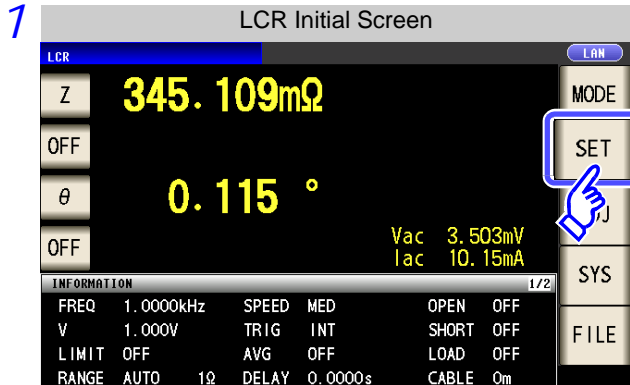 1
LCR Initial Screen
LCR
LAN
Z 345.109mΩ
MODE
OFF
SET
θ 0.115 °
OFF
Vac 3.503mV
Iac 10.15mA
SYS
INFORMATION 1/2
FREQ 1.0000kHz SPEED MED OPEN OFF
V 1.000V TRIG INT SHORT OFF
FILE
LIMIT OFF AVG OFF LOAD OFF
RANGE AUTO 1Ω DELAY 0.0000s CABLE 0m